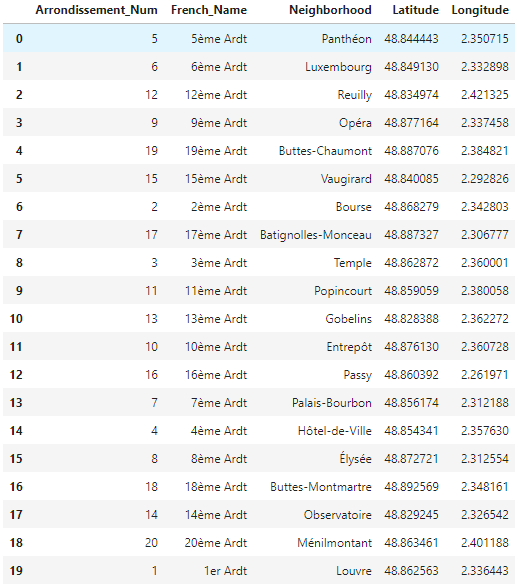 Arrondissement_Num French_Name Neighborhood Latitude Longitude
0 5 5ème Ardt Panthéon 48.844443 2.350715
1 6 6ème Ardt Luxembourg 48.849130 2.332898
2 12 12ème Ardt Reuilly 48.834974 2.421325
3 9 9ème Ardt Opéra 48.877164 2.337458
4 19 19ème Ardt Buttes-Chaumont 48.887076 2.384821
5 15 15ème Ardt Vaugirard 48.840085 2.292826
6 2 2ème Ardt Bourse 48.868279 2.342803
7 17 17ème Ardt Batignolles-Monceau 48.887327 2.306777
8 3 3ème Ardt Temple 48.862872 2.360001
9 11 11ème Ardt Popincourt 48.859059 2.380058
10 13 13ème Ardt Gobelins 48.828388 2.362272
11 10 10ème Ardt Entrepôt 48.876130 2.360728
12 16 16ème Ardt Passy 48.860392 2.261971
13 7 7ème Ardt Palais-Bourbon 48.856174 2.312188
14 4 4ème Ardt Hôtel-de-Ville 48.854341 2.357630
15 8 8ème Ardt Élysée 48.872721 2.312554
16 18 18ème Ardt Buttes-Montmartre 48.892569 2.348161
17 14 14ème Ardt Observatoire 48.829245 2.326542
18 20 20ème Ardt Ménilmontant 48.863461 2.401188
19 1 1er Ardt Louvre 48.862563 2.336443